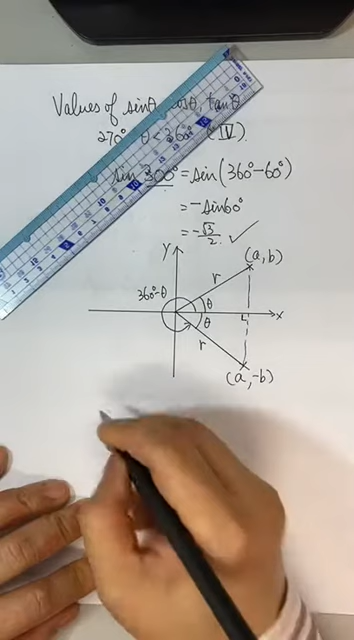 Values of sinθ, cosθ, tanθ
270° θ < 360° (IV).
sin 300° = sin(360°-60°)
= -sin60°
= -√3/2 ✓
y
(a,b)
r
360°-θ
θ
x
θ
r
(a,-b)